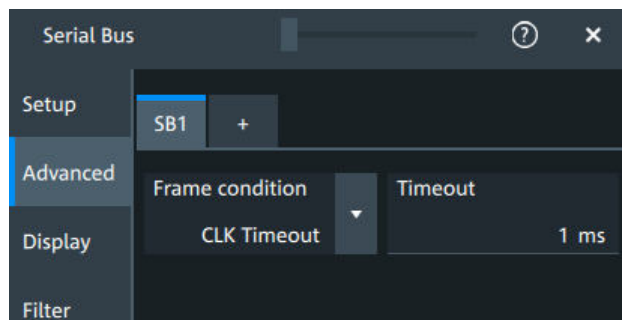 Serial Bus
?
×
Setup
SB1
+
Advanced
Frame condition
Timeout
CLK Timeout
1 ms
Display
Filter